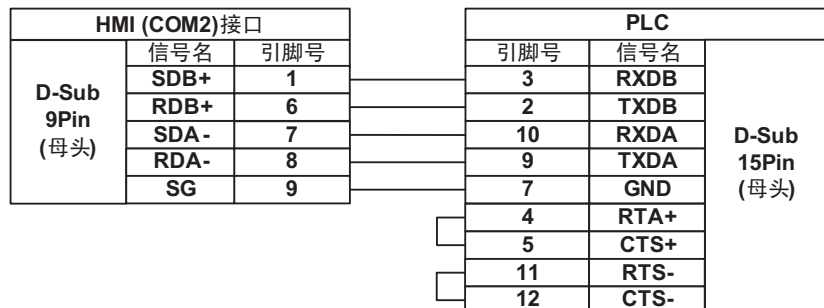 HMI (COM2)接口
PLC
信号名 引脚号
引脚号 信号名
D-Sub
9Pin
(母头)
SDB+ 1
3 RXDB
RDB+ 6
2 TXDB
SDA- 7
10 RXDA
RDA- 8
9 TXDA
SG 9
7 GND
4 RTA+
5 CTS+
11 RTS-
12 CTS-
D-Sub
15Pin
(母头)